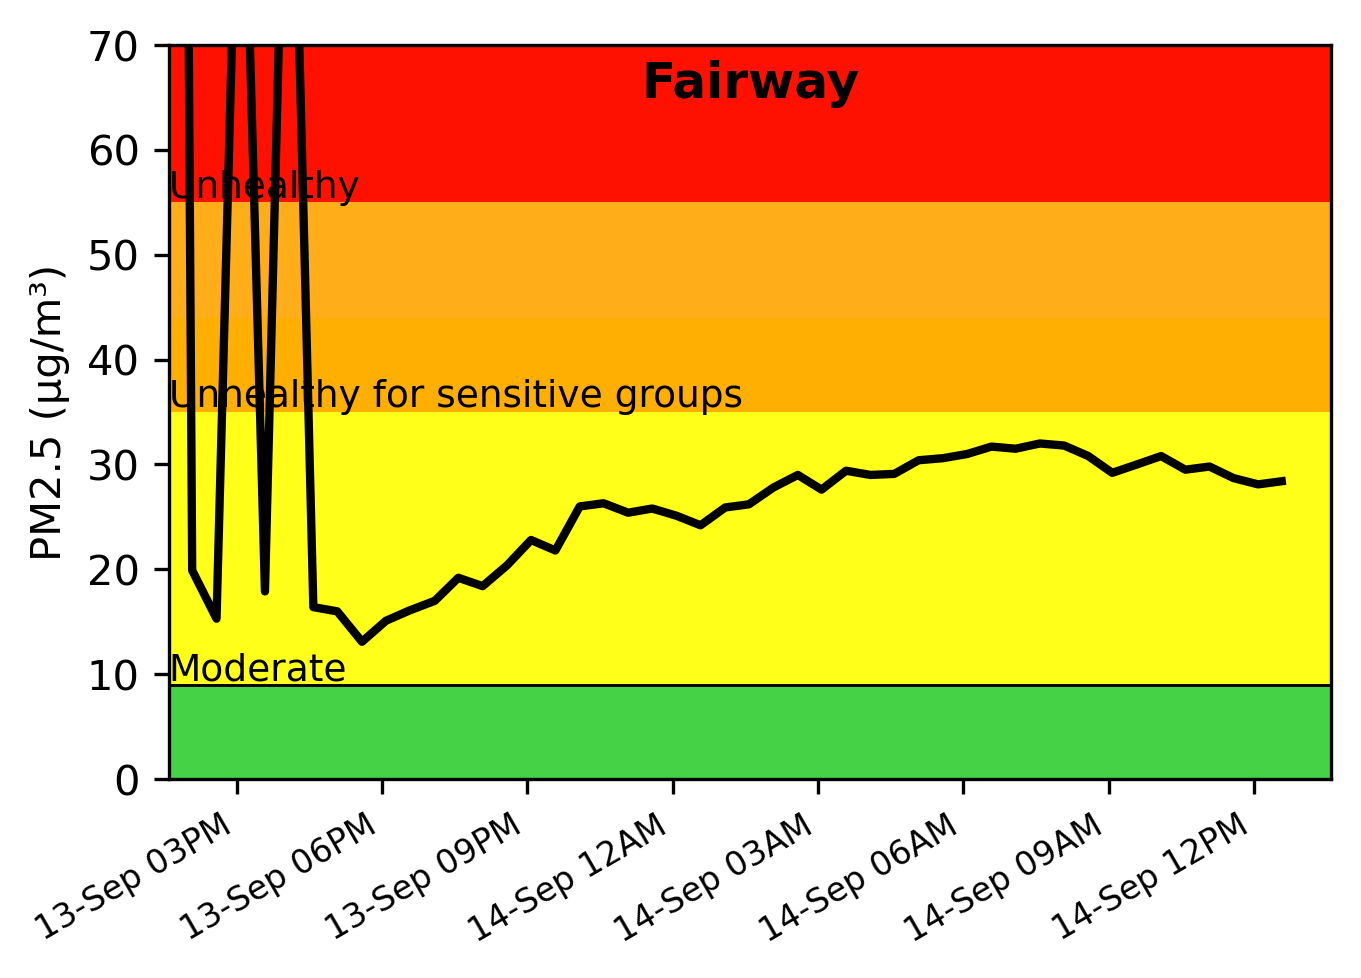 Fairway
PM2.5 (µg/m³)
70
60
50
40
30
20
10
0
Unhealthy
Unhealthy for sensitive groups
Moderate
13-Sep 03PM
13-Sep 06PM
13-Sep 09PM
14-Sep 12AM
14-Sep 03AM
14-Sep 06AM
14-Sep 09AM
14-Sep 12PM